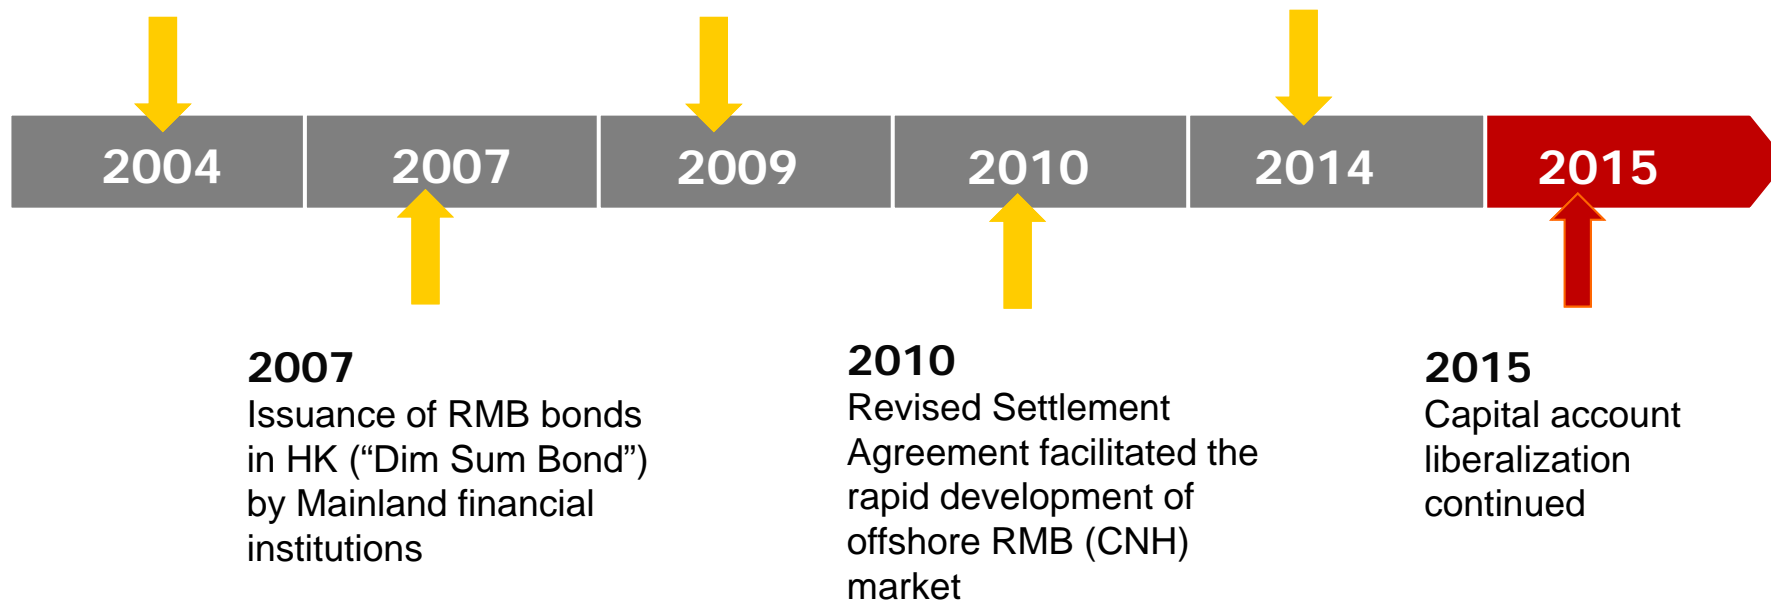 2004
2007
2009
2010
2014
2015
2007
Issuance of RMB bonds
in HK (“Dim Sum Bond”)
by Mainland financial
institutions
2010
Revised Settlement
Agreement facilitated the
rapid development of
offshore RMB (CNH)
market
2015
Capital account
liberalization
continued